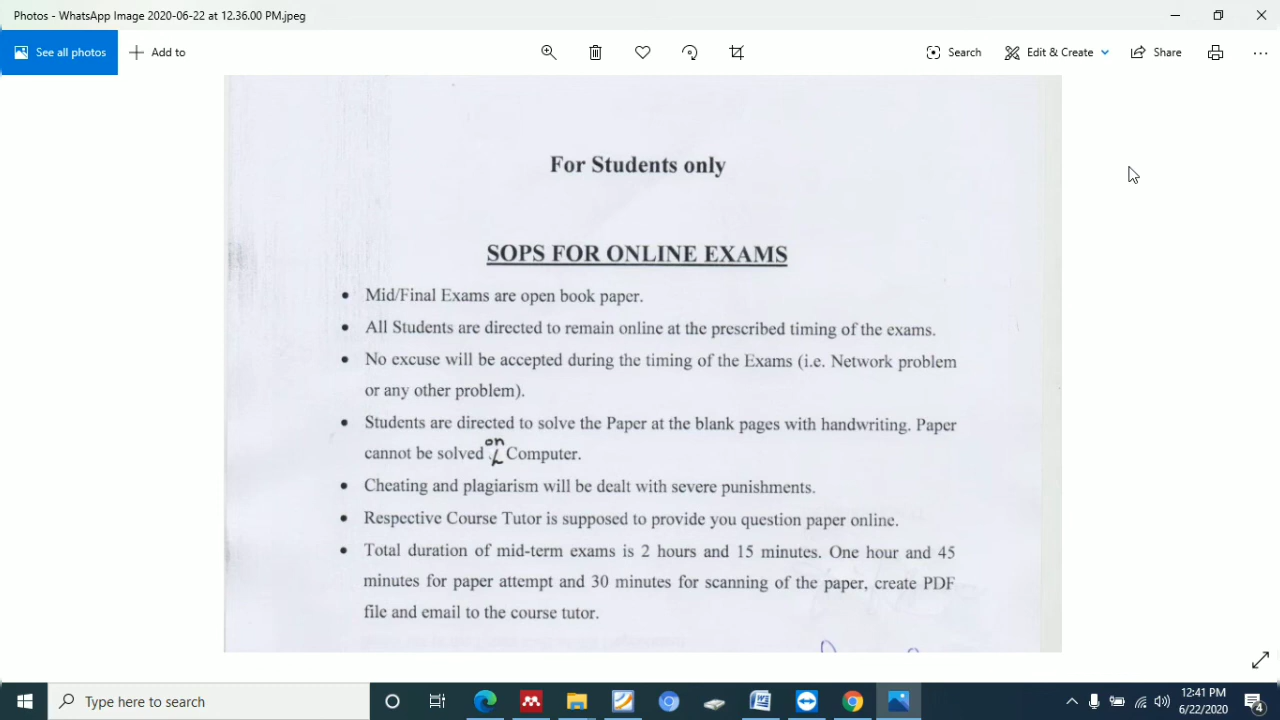 Photos - WhatsApp Image 2020-06-22 at 12.36.00 PM.jpeg
See all photos
Add to
Search
Edit & Create
Share
For Students only
SOPS FOR ONLINE EXAMS
• Mid/Final Exams are open book paper.
• All Students are directed to remain online at the prescribed timing of the exams.
• No excuse will be accepted during the timing of the Exams (i.e. Network problem
or any other problem).
• Students are directed to solve the Paper at the blank pages with handwriting. Paper
on
cannot be solved Computer.
• Cheating and plagiarism will be dealt with severe punishments.
• Respective Course Tutor is supposed to provide you question paper online.
• Total duration of mid-term exams is 2 hours and 15 minutes. One hour and 45
minutes for paper attempt and 30 minutes for scanning of the paper, create PDF
file and email to the course tutor.
Type here to search
12:41 PM
6/22/2020
4